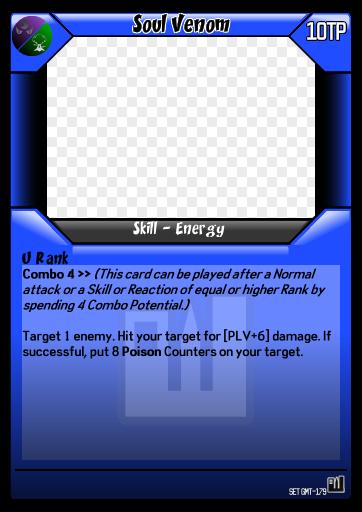 Soul Venom
10TP
Skill - Energy
U Rank
Combo 4 >> (This card can be played after a Normal
attack or a Skill or Reaction of equal or higher Rank by
spending 4 Combo Potential.)
Target 1 enemy. Hit your target for [PLV+6] damage. If
successful, put 8 Poison Counters on your target.
SET GMT-179